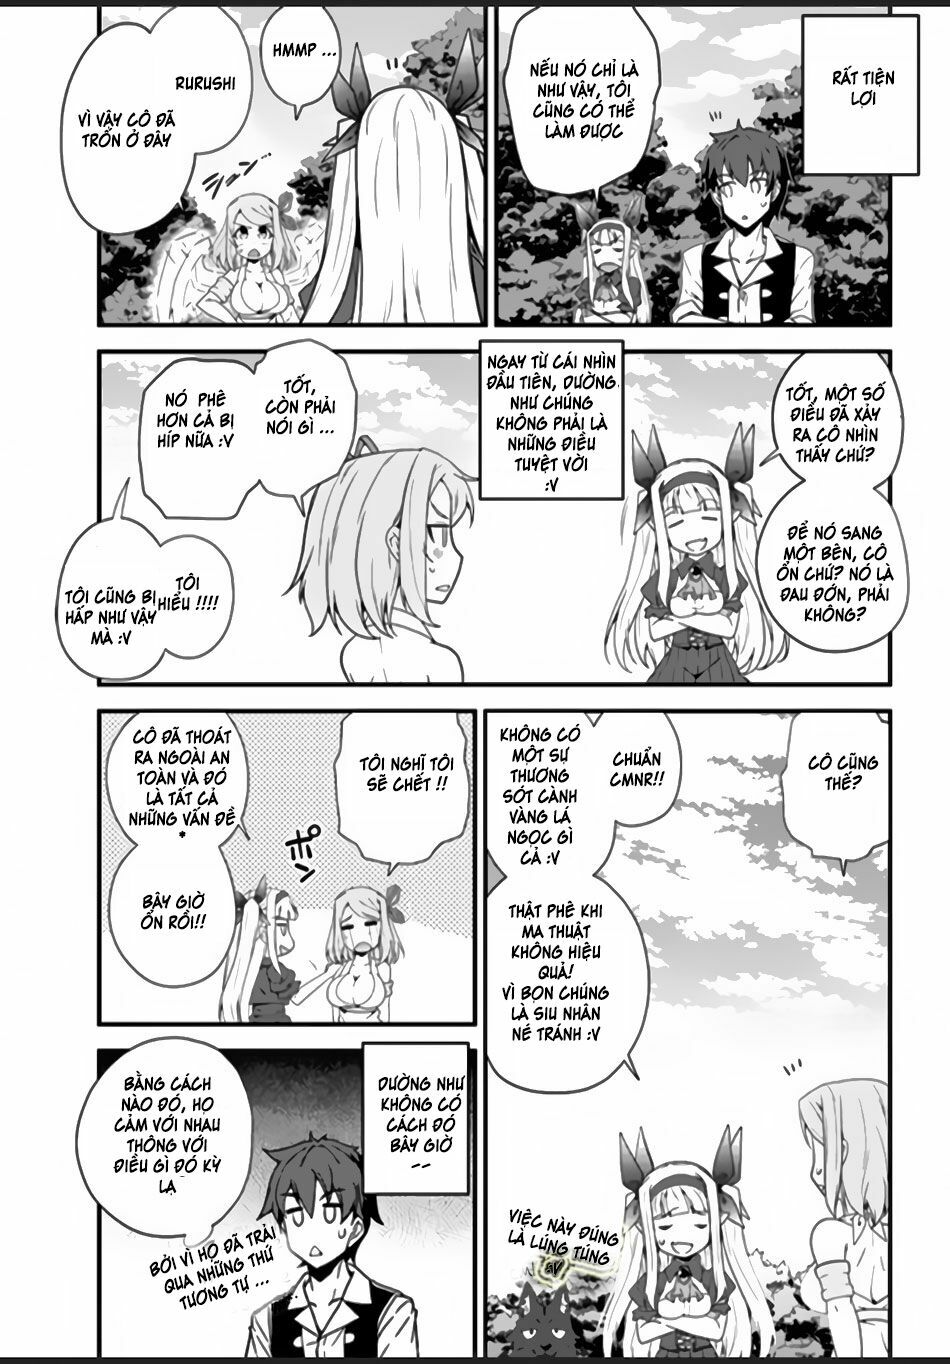 RẤT TIỆN
LỢI
NẾU NÓ CHỈ LÀ
NHƯ VẬY, TÔI
CŨNG CÓ THỂ
LÀM ĐƯỢC
HMMP ...
RURUSHI
VÌ VẬY CÔ ĐÃ
TRỐN Ở ĐÂY
TỐT, MỘT SỐ
ĐIỀU ĐÃ XẢY
RA CÔ NHÌN
THẤY CHỨ?
ĐỂ NÓ SANG
MỘT BÊN, CÔ
ỔN CHỨ? NÓ LÀ
ĐAU ĐỚN, PHẢI
KHÔNG?
NGAY TỪ CÁI NHÌN
ĐẦU TIÊN, DƯỜNG
NHƯ CHÚNG
KHÔNG PHẢI LÀ
NHỮNG ĐIỀU
TUYỆT VỜI
:V
TỐT,
CÒN PHẢI
NÓI GÌ ...
NÓ PHÊ
HƠN CẢ BỊ
HÍP NỮA :V
TÔI
HIỂU !!!!
TÔI CŨNG BỊ
HẤP NHƯ VẬY
MÀ :V
CÔ CŨNG
THẾ?
CHUẨN
CMNR!!
KHÔNG CÓ
MỘT SỰ
THƯƠNG
SÓT CÀNH
VÀNG LÁ
NGỌC GÌ
CẢ :V
THẬT PHÊ KHI
MA THUẬT
KHÔNG HIỆU
QUẢ!
VÌ BỌN CHÚNG
LÀ SIU NHÂN
NÉ TRÁNH :V
VIỆC NÀY ĐÚNG
LÀ LÚNG TÚNG
:V
TÔI NGHĨ TÔI
SẼ CHẾT !!
ポン
CÔ ĐÃ THOÁT
RA NGOÀI AN
TOÀN VÀ ĐÓ
LÀ TẤT CẢ
NHỮNG VẤN ĐỀ
*
BÂY GIỜ
ỔN RỒI!!
DƯỜNG NHƯ
KHÔNG CÓ
CÁCH ĐÓ
BÂY GIỜ
~~
BẰNG CÁCH
NÀO ĐÓ, HỌ
CẢM VỚI NHAU
THÔNG VỚI
ĐIỀU GÌ ĐÓ KỲ
LẠ
BỞI VÌ HỌ ĐÃ TRẢI
QUA NHỮNG THỨ
TƯƠNG TỰ ...